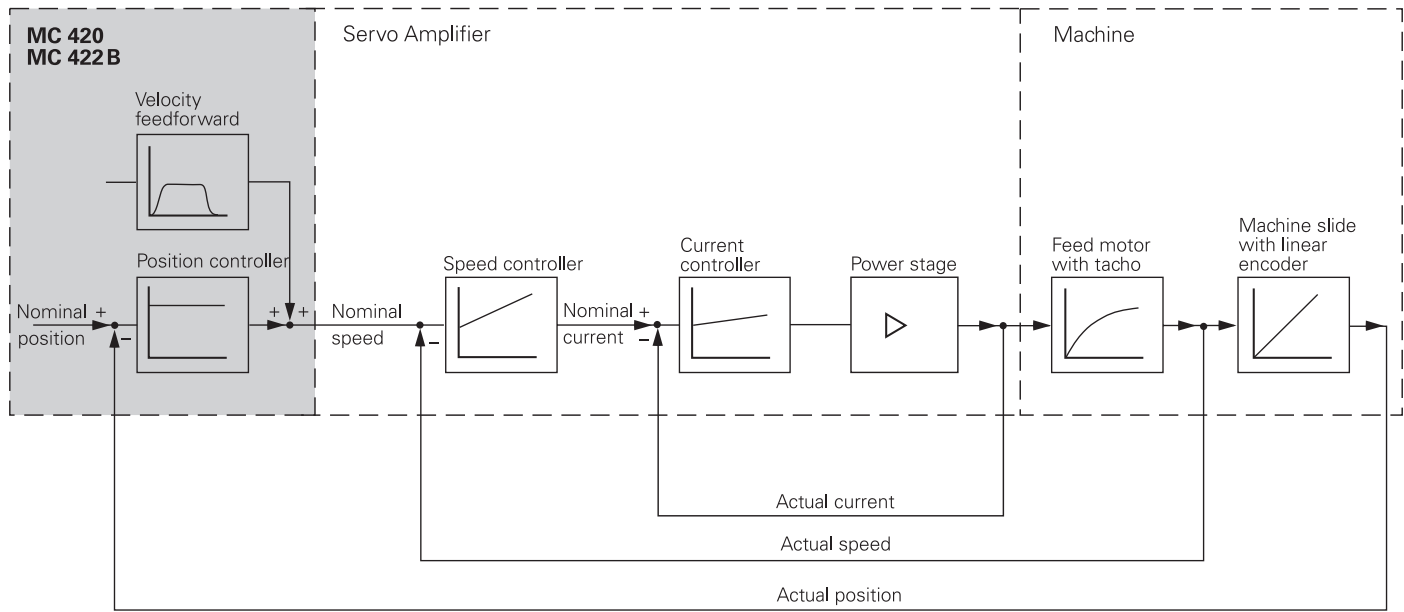 MC 420
MC 422 B
Servo Amplifier
Machine
Velocity
feedforward
Position controller
Speed controller
Current
controller
Power stage
Feed motor
with tacho
Machine slide
with linear
encoder
Nominal +
position −
+ +
Nominal
speed −
Nominal +
current −
Actual current
Actual speed
Actual position